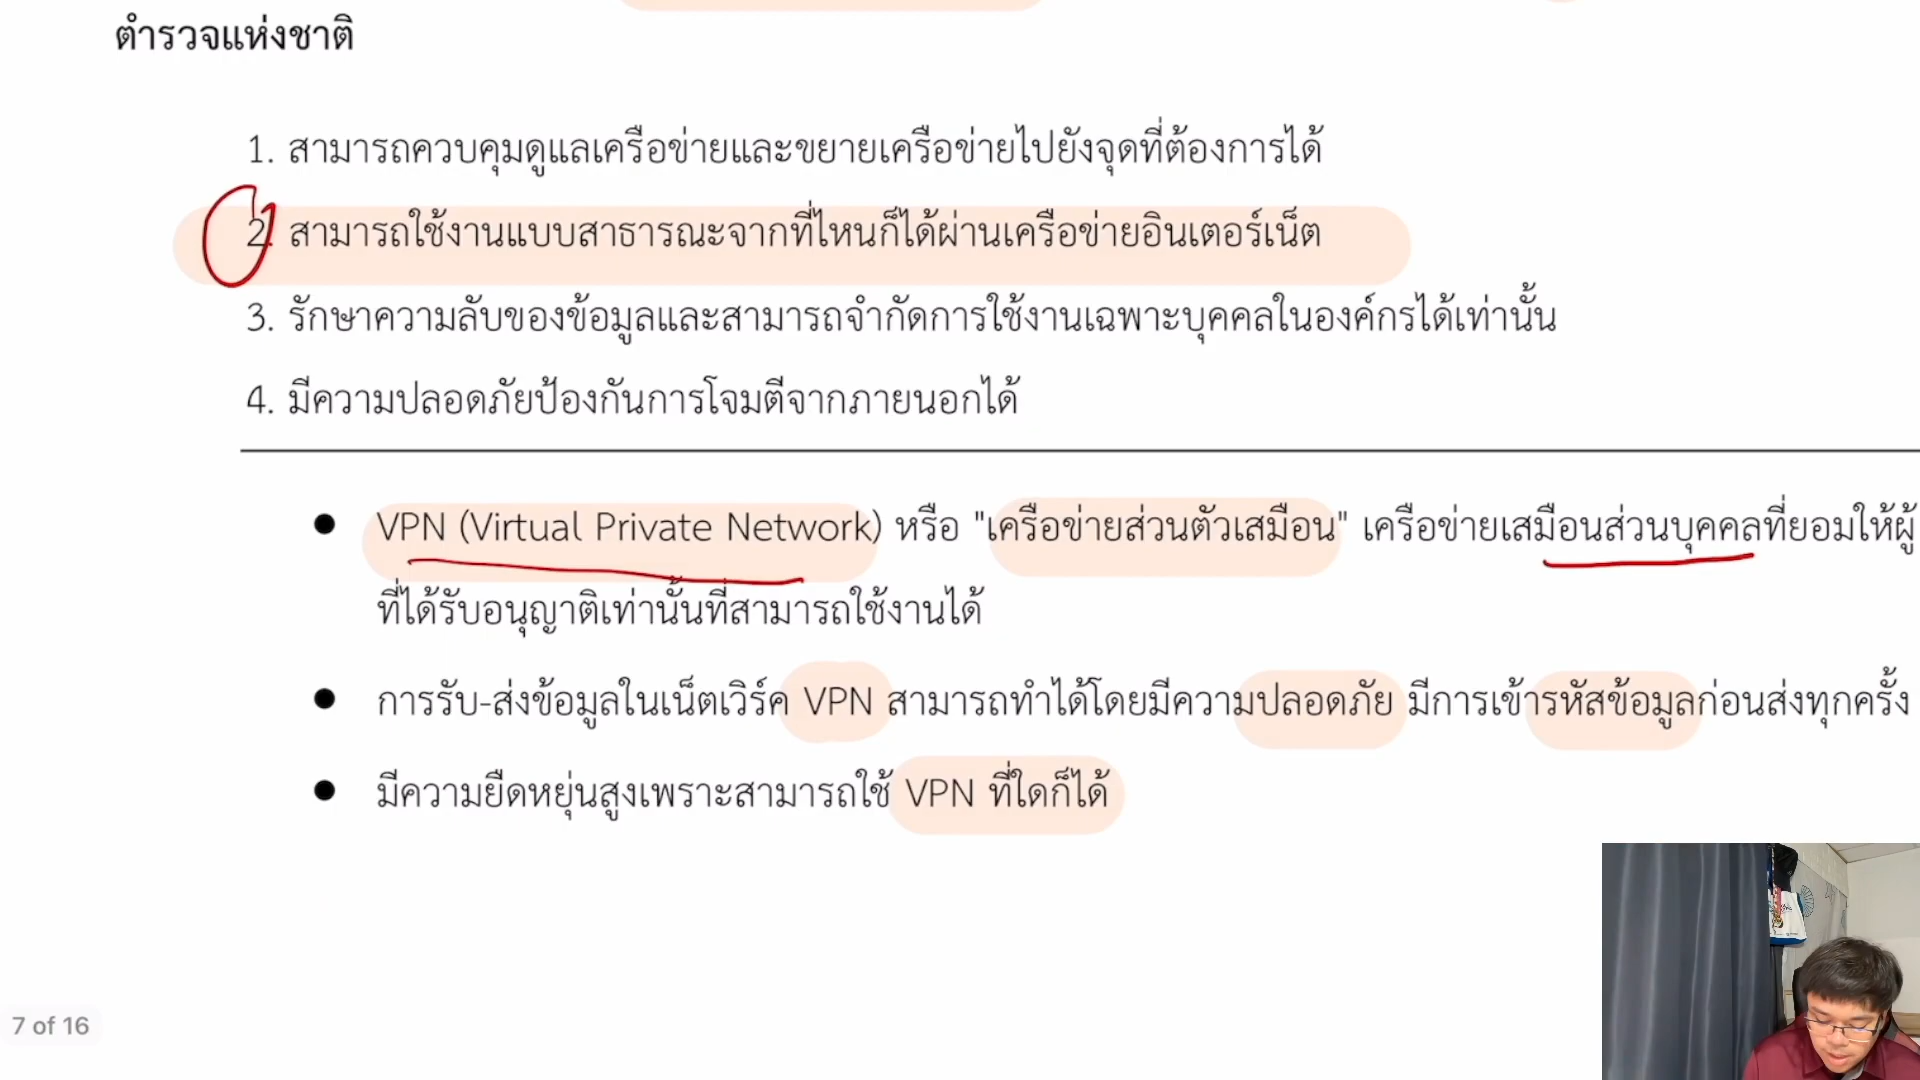 ตำรวจแห่งชาติ
1. สามารถควบคุมดูแลเครือข่ายและขยายเครือข่ายไปยังจุดที่ต้องการได้
2. สามารถใช้งานแบบสาธารณะจากที่ไหนก็ได้ผ่านเครือข่ายอินเตอร์เน็ต
3. รักษาความลับของข้อมูลและสามารถจำกัดการใช้งานเฉพาะบุคคลในองค์กรได้เท่านั้น
4. มีความปลอดภัยป้องกันการโจมตีจากภายนอกได้
● VPN (Virtual Private Network) หรือ "เครือข่ายส่วนตัวเสมือน" เครือข่ายเสมือนส่วนบุคคลที่ยอมให้ผู้
ที่ได้รับอนุญาติเท่านั้นที่สามารถใช้งานได้
● การรับ-ส่งข้อมูลในเน็ตเวิร์ค VPN สามารถทำได้โดยมีความปลอดภัย มีการเข้ารหัสข้อมูลก่อนส่งทุกครั้ง
● มีความยืดหยุ่นสูงเพราะสามารถใช้ VPN ที่ใดก็ได้
7 of 16